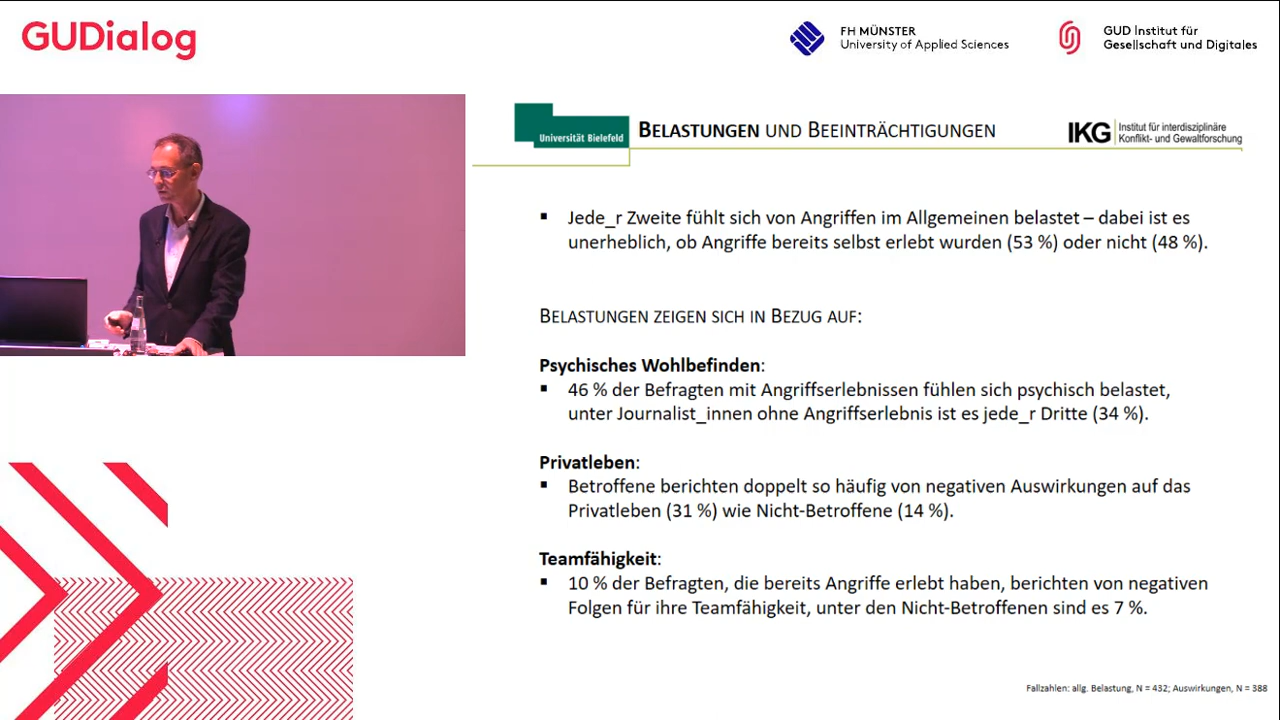 GUDialog
FH MÜNSTER
University of Applied Sciences
GUD Institut für
Gesellschaft und Digitales
Universität Bielefeld
BELASTUNGEN UND BEEINTRÄCHTIGUNGEN
IKG
Institut für interdisziplinäre
Konflikt- und Gewaltforschung
▪ Jede_r Zweite fühlt sich von Angriffen im Allgemeinen belastet – dabei ist es
unerheblich, ob Angriffe bereits selbst erlebt wurden (53 %) oder nicht (48 %).
BELASTUNGEN ZEIGEN SICH IN BEZUG AUF:
Psychisches Wohlbefinden:
▪ 46 % der Befragten mit Angriffserlebnissen fühlen sich psychisch belastet,
unter Journalist_innen ohne Angriffserlebnis ist es jede_r Dritte (34 %).
Privatleben:
▪ Betroffene berichten doppelt so häufig von negativen Auswirkungen auf das
Privatleben (31 %) wie Nicht-Betroffene (14 %).
Teamfähigkeit:
▪ 10 % der Befragten, die bereits Angriffe erlebt haben, berichten von negativen
Folgen für ihre Teamfähigkeit, unter den Nicht-Betroffenen sind es 7 %.
Fallzahlen: allg. Belastung, N = 432; Auswirkungen, N = 388